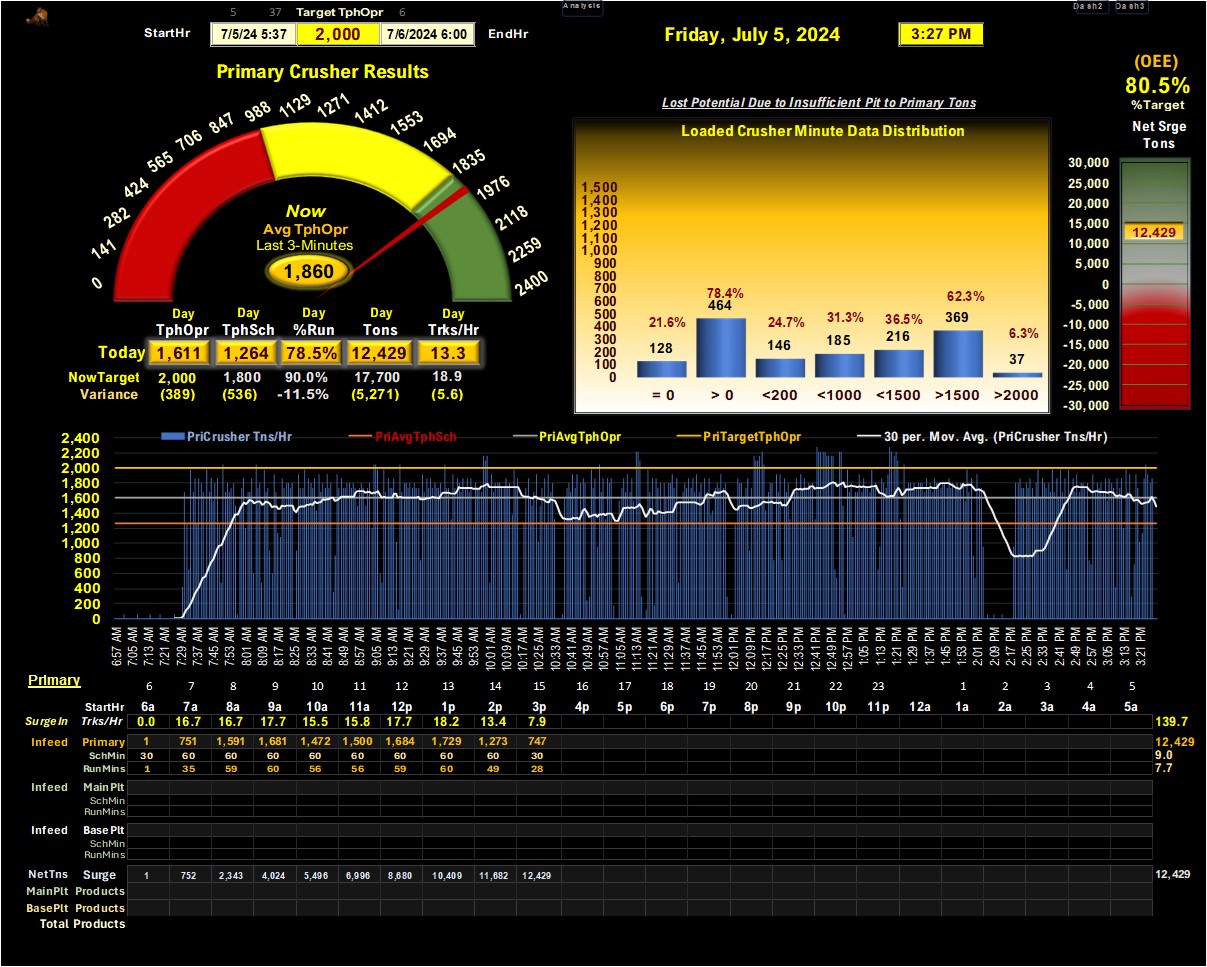 Analysis
Dash2 Dash3
5 37 Target TphOpr 6
StartHr 7/5/24 5:37 2,000 7/6/2024 6:00 EndHr
Friday, July 5, 2024
3:27 PM
Primary Crusher Results
0 141 282 424 565 706 847 988 1129 1271 1412 1553 1694 1835 1976 2118 2259 2400
Now
Avg TphOpr
Last 3-Minutes
1,860
Day Day Day Day Day
TphOpr TphSch %Run Tons Trks/Hr
Today 1,611 1,264 78.5% 12,429 13.3
NowTarget 2,000 1,800 90.0% 17,700 18.9
Variance (389) (536) -11.5% (5,271) (5.6)
Lost Potential Due to Insufficient Pit to Primary Tons
Loaded Crusher Minute Data Distribution
1,500
1,400
1,300
1,200
1,100
1,000
900
800
700
600
500
400
300
200
100
0
21.6% 78.4% 24.7% 31.3% 36.5% 62.3% 6.3%
128 464 146 185 216 369 37
= 0 > 0 <200 <1000 <1500 >1500 >2000
(OEE)
80.5%
%Target
Net Srge
Tons
30,000
25,000
20,000
15,000
10,000
5,000
0
-5,000
-10,000
-15,000
-20,000
-25,000
-30,000
12,429
PriCrusher Tns/Hr PriAvgTphSch PriAvgTphOpr PriTargetTphOpr 30 per. Mov. Avg. (PriCrusher Tns/Hr)
2,400
2,200
2,000
1,800
1,600
1,400
1,200
1,000
800
600
400
200
0
6:57 AM 7:05 AM 7:13 AM 7:21 AM 7:29 AM 7:37 AM 7:45 AM 7:53 AM 8:01 AM 8:09 AM 8:17 AM 8:25 AM 8:33 AM 8:41 AM 8:49 AM 8:57 AM 9:05 AM 9:13 AM 9:21 AM 9:29 AM 9:37 AM 9:45 AM 9:53 AM 10:01 AM 10:09 AM 10:17 AM 10:25 AM 10:33 AM 10:41 AM 10:49 AM 10:57 AM 11:05 AM 11:13 AM 11:21 AM 11:29 AM 11:37 AM 11:45 AM 11:53 AM 12:01 PM 12:09 PM 12:17 PM 12:25 PM 12:33 PM 12:41 PM 12:49 PM 12:57 PM 1:05 PM 1:13 PM 1:21 PM 1:29 PM 1:37 PM 1:45 PM 1:53 PM 2:01 PM 2:09 PM 2:17 PM 2:25 PM 2:33 PM 2:41 PM 2:49 PM 2:57 PM 3:05 PM 3:13 PM 3:21 PM
Primary
6 7 8 9 10 11 12 13 14 15 16 17 18 19 20 21 22 23 1 2 3 4 5
StartHr 6a 7a 8a 9a 10a 11a 12p 1p 2p 3p 4p 5p 6p 7p 8p 9p 10p 11p 12a 1a 2a 3a 4a 5a
SurgeIn Trks/Hr 0.0 16.7 16.7 17.7 15.5 15.8 17.7 18.2 13.4 7.9 139.7
Infeed Primary 1 751 1,591 1,681 1,472 1,500 1,684 1,729 1,273 747 12,429
SchMin 30 60 60 60 60 60 60 60 60 30 9.0
RunMins 1 35 59 60 56 56 59 60 49 28 7.7
Infeed Main Plt
SchMin
RunMins
Infeed Base Plt
SchMin
RunMins
NetTns Surge 1 752 2,343 4,024 5,496 6,996 8,680 10,409 11,682 12,429 12,429
MainPlt Products
BasePlt Products
Total Products